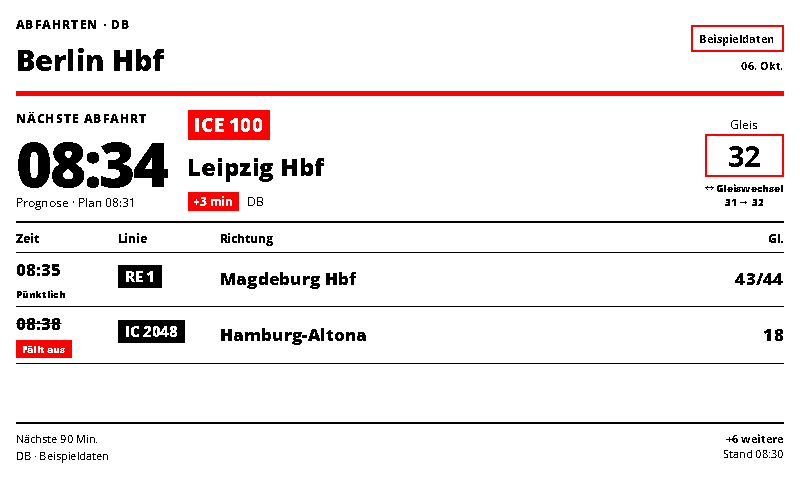 ABFAHRTEN · DB
Berlin Hbf
Beispieldaten
06. Okt.
NÄCHSTE ABFAHRT
08:34
Prognose · Plan 08:31
ICE 100
Leipzig Hbf
+3 min DB
Gleis
32
↔ Gleiswechsel
31 → 32
Zeit Linie Richtung Gl.
08:35 RE 1 Magdeburg Hbf 43/44
Pünktlich
08:38 IC 2048 Hamburg-Altona 18
Fällt aus
Nächste 90 Min.
DB · Beispieldaten
+6 weitere
Stand 08:30